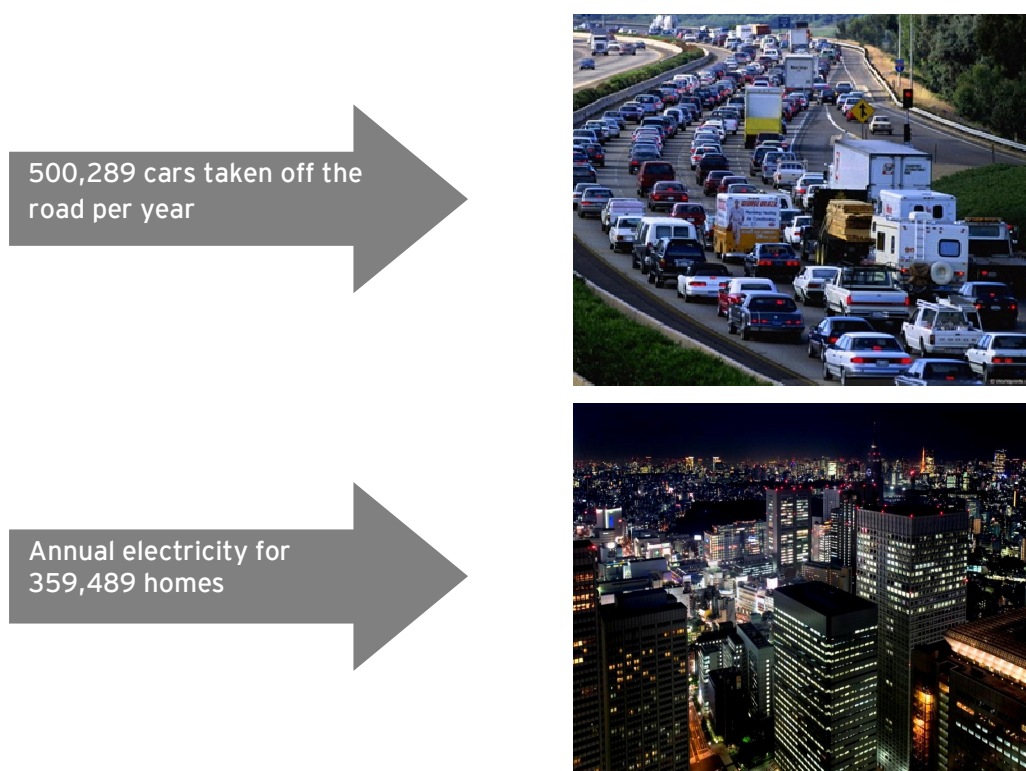 500,289 cars taken off the
road per year
Annual electricity for
359,489 homes